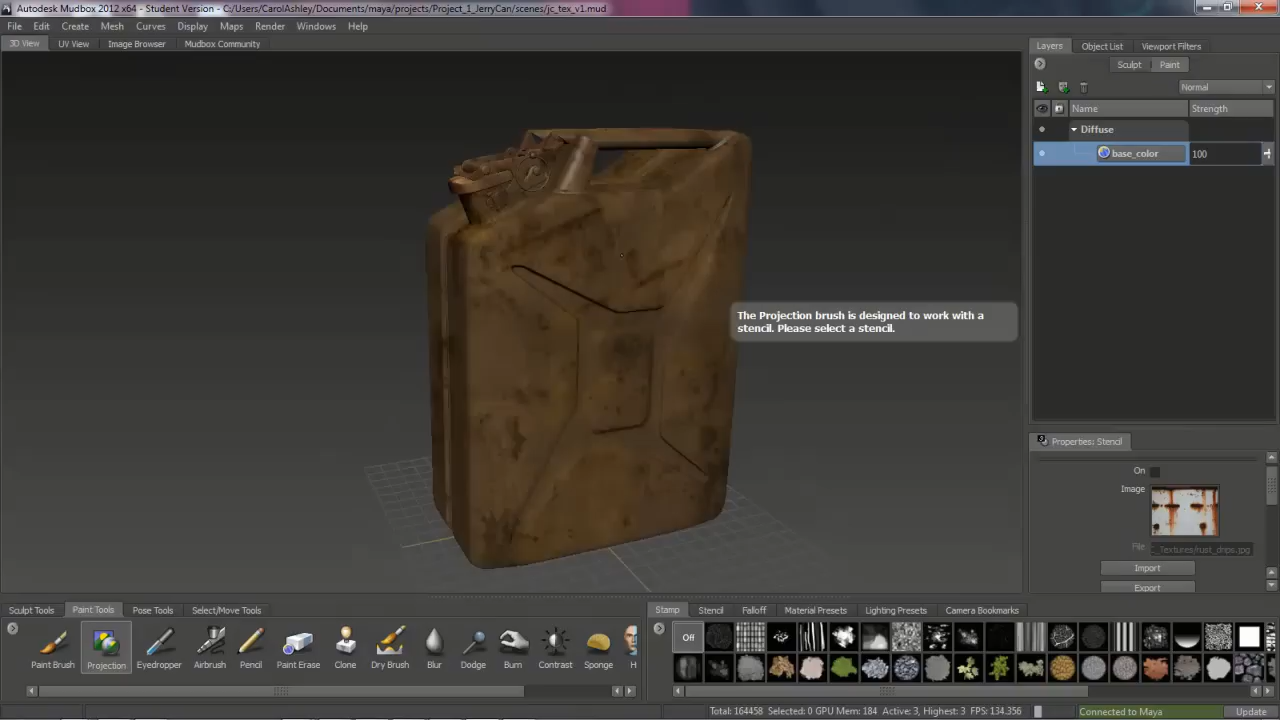 Autodesk Mudbox 2012 x64 - Student Version - C:/Users/CarolAshley/Documents/maya/projects/Project_1_JerryCan/scenes/jc_tex_v1.mud
File Edit Create Mesh Curves Display Maps Render Windows Help
3D View UV View Image Browser Mudbox Community
Layers Object List Viewport Filters
Sculpt Paint
Normal
Name Strength
Diffuse
base_color 100
The Projection brush is designed to work with a
stencil. Please select a stencil.
Properties: Stencil
On
Image
File _Textures/rust_drips.jpg
Import
Export
Sculpt Tools Paint Tools Pose Tools Select/Move Tools
Paint Brush Projection Eyedropper Airbrush Pencil Paint Erase Clone Dry Brush Blur Dodge Burn Contrast Sponge H
Stamp Stencil Falloff Material Presets Lighting Presets Camera Bookmarks
Off
Total: 164458 Selected: 0 GPU Mem: 184 Active: 3, Highest: 3 FPS: 134.356
Connected to Maya Update